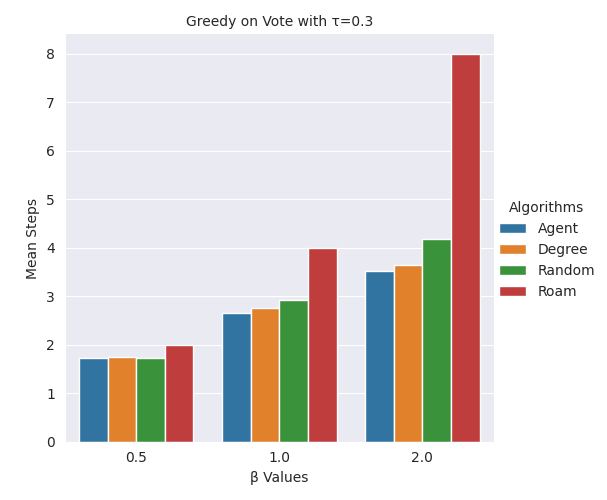 Greedy on Vote with τ=0.3
8
7
6
5
4
3
2
1
0
Mean Steps
0.5 1.0 2.0
β Values
Algorithms
Agent
Degree
Random
Roam